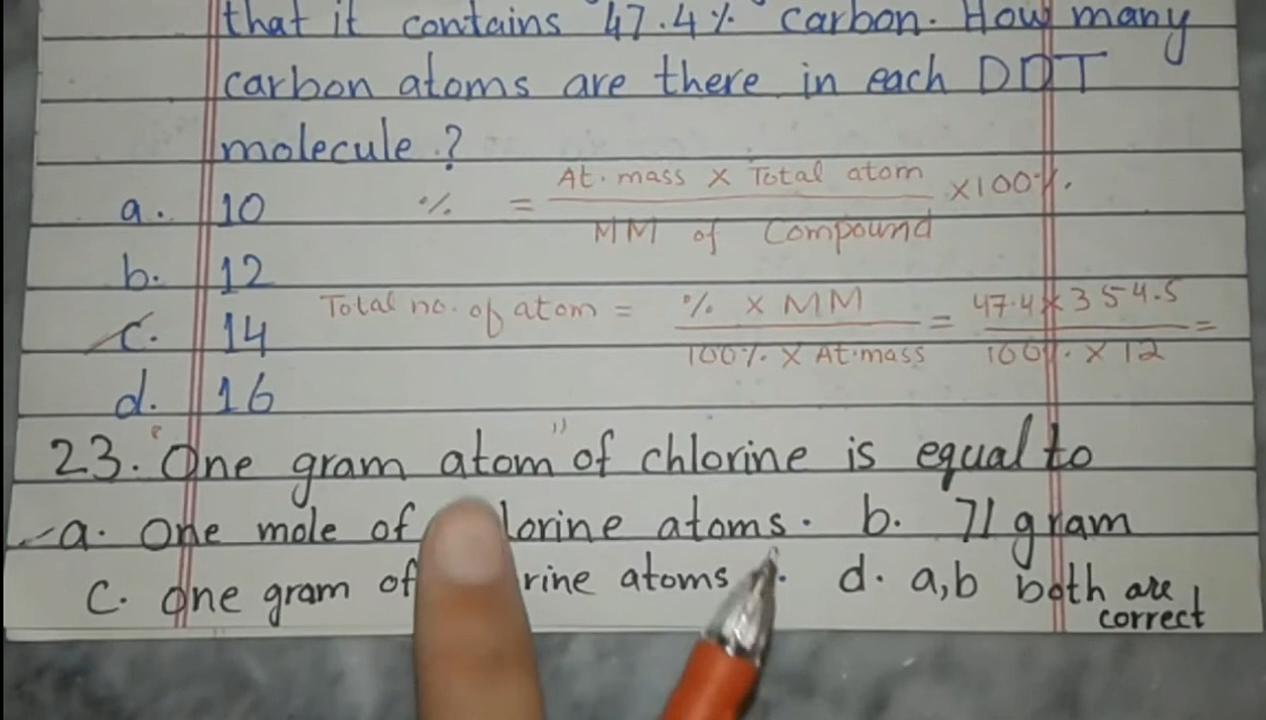 that it contains "47.4%" carbon. How many
carbon atoms are there in each DDT
molecule ?
a. 10
% = At. mass X Total atom / MM of Compound X100%.
b. 12
Total no. of atom = % X MM / 100% X At.mass = 47.4 X 354.5 / 100%. X 12 =
c. 14
d. 16
23. "One gram atom" of chlorine is equal to
a. One mole of lorine atoms. b. 71 gram
c. One gram of rine atoms. d. a,b both are
correct